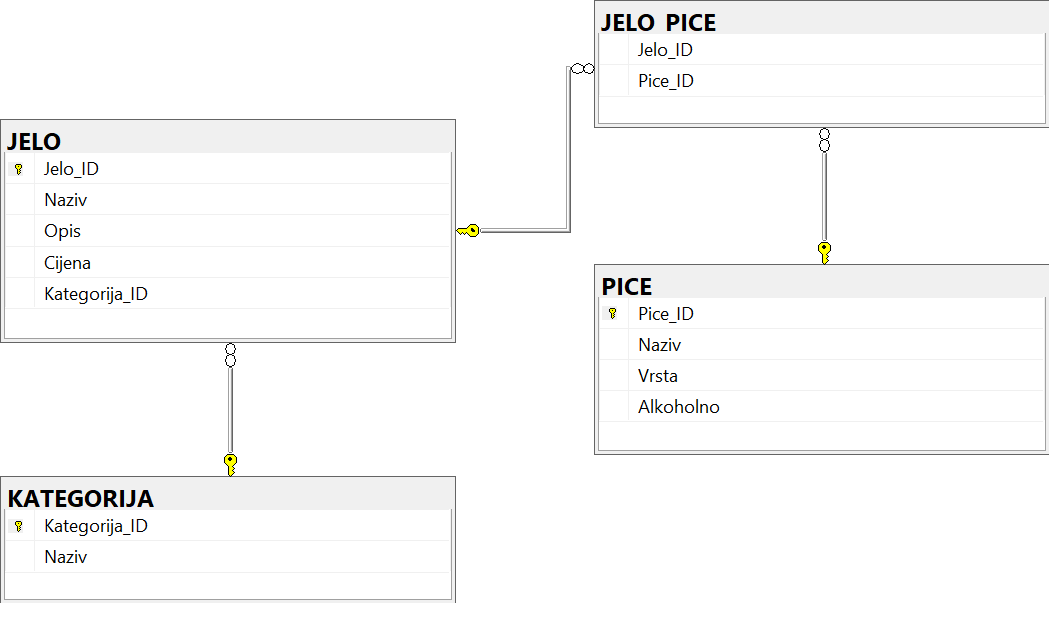 JELO_PICE
Jelo_ID
Pice_ID
JELO
Jelo_ID
Naziv
Opis
Cijena
Kategorija_ID
PICE
Pice_ID
Naziv
Vrsta
Alkoholno
KATEGORIJA
Kategorija_ID
Naziv